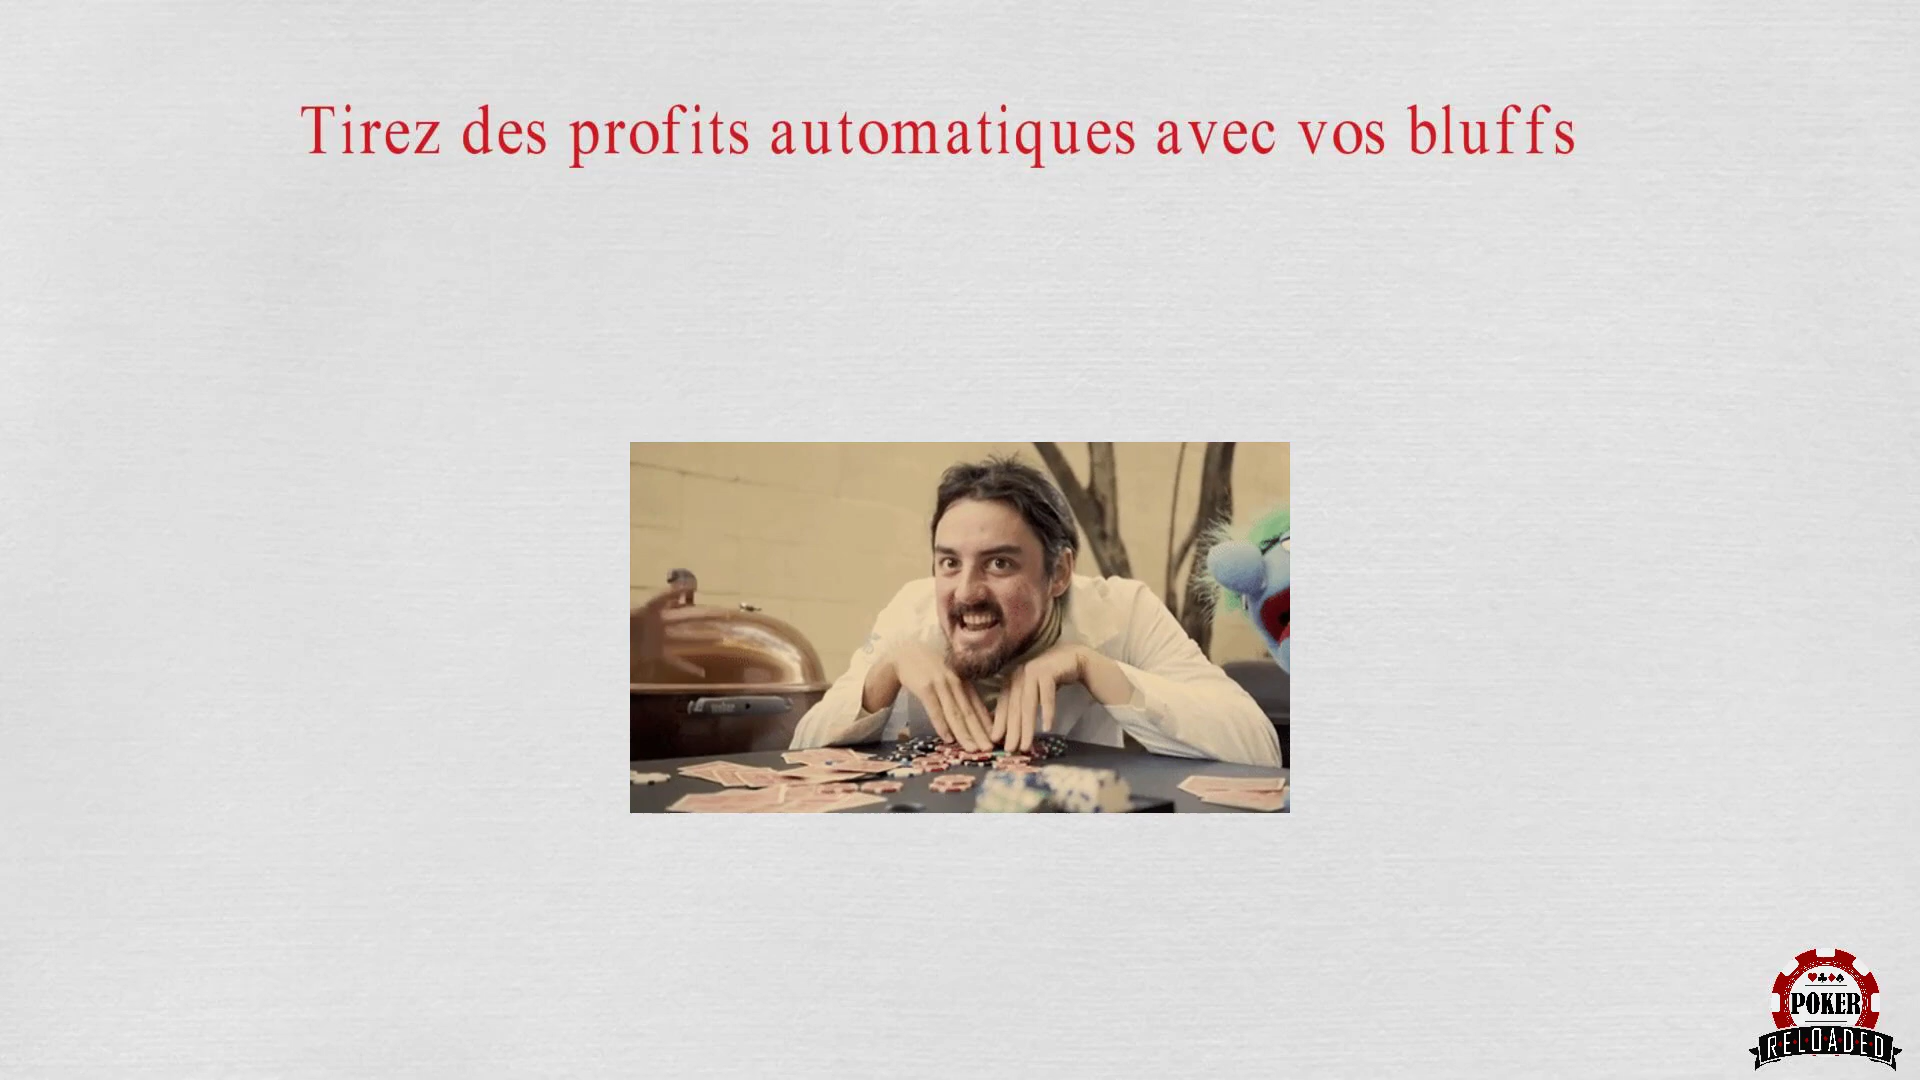 Tirez des profits automatiques avec vos bluffs
POKER
RELOADED